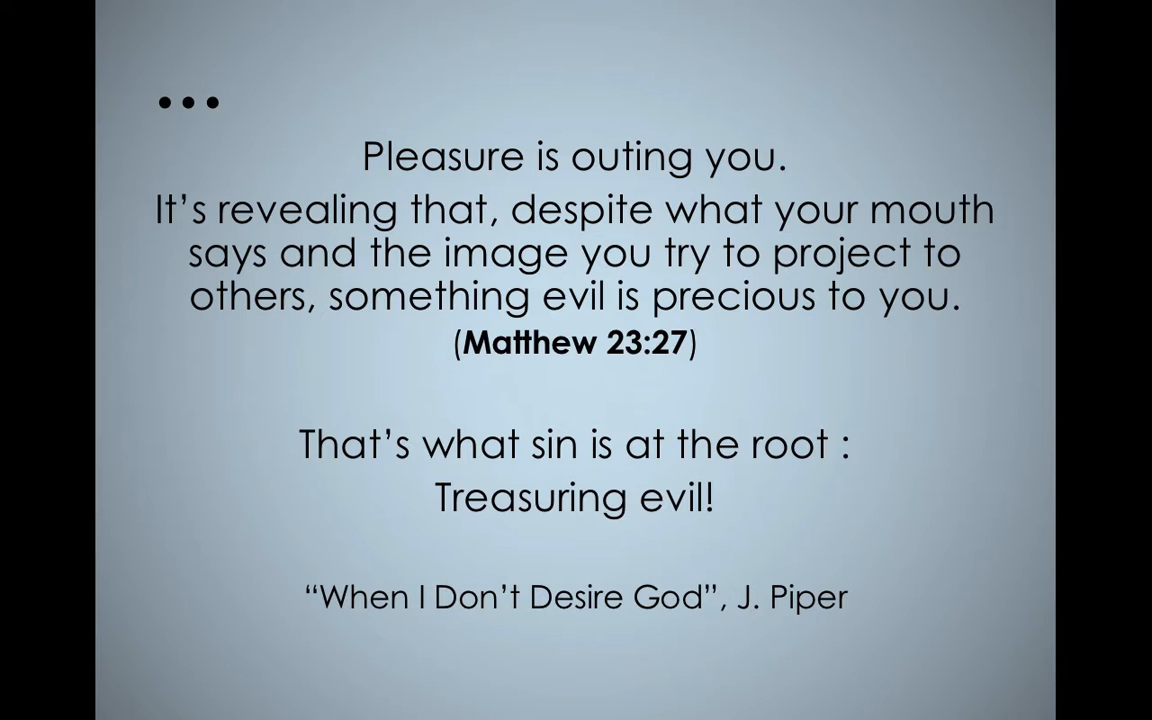 ...
Pleasure is outing you.
It’s revealing that, despite what your mouth
says and the image you try to project to
others, something evil is precious to you.
(Matthew 23:27)
That’s what sin is at the root :
Treasuring evil!
“When I Don’t Desire God”, J. Piper